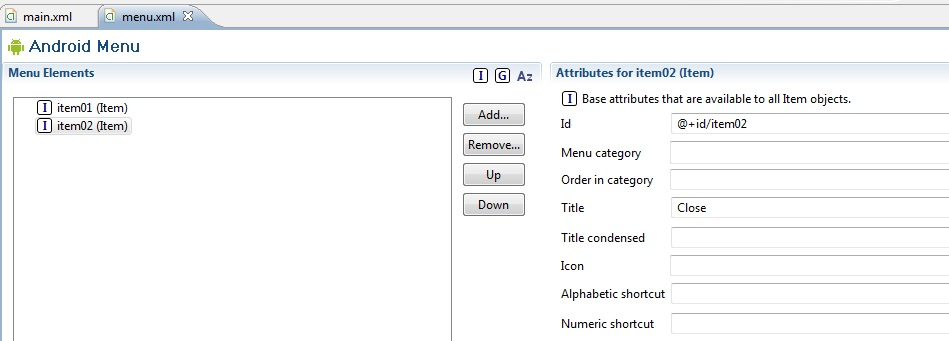 main.xml
menu.xml
Android Menu
Menu Elements
I G Az
I item01 (Item)
I item02 (Item)
Add...
Remove...
Up
Down
Attributes for item02 (Item)
I Base attributes that are available to all Item objects.
Id @+id/item02
Menu category
Order in category
Title Close
Title condensed
Icon
Alphabetic shortcut
Numeric shortcut